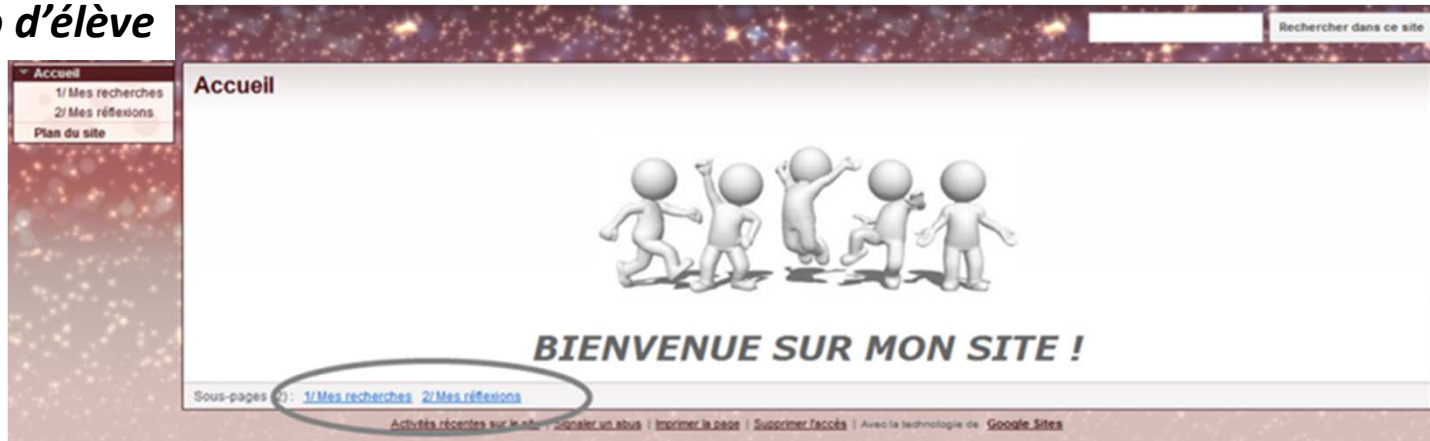 d’élève
Rechercher dans ce site
Accueil
1/ Mes recherches
2/ Mes réflexions
Plan du site
Accueil
BIENVENUE SUR MON SITE !
Sous-pages (2): 1/ Mes recherches 2/ Mes réflexions
Activités récentes sur le site | Signaler un abus | Imprimer la page | Supprimer l'accès | Avec la technologie de Google Sites